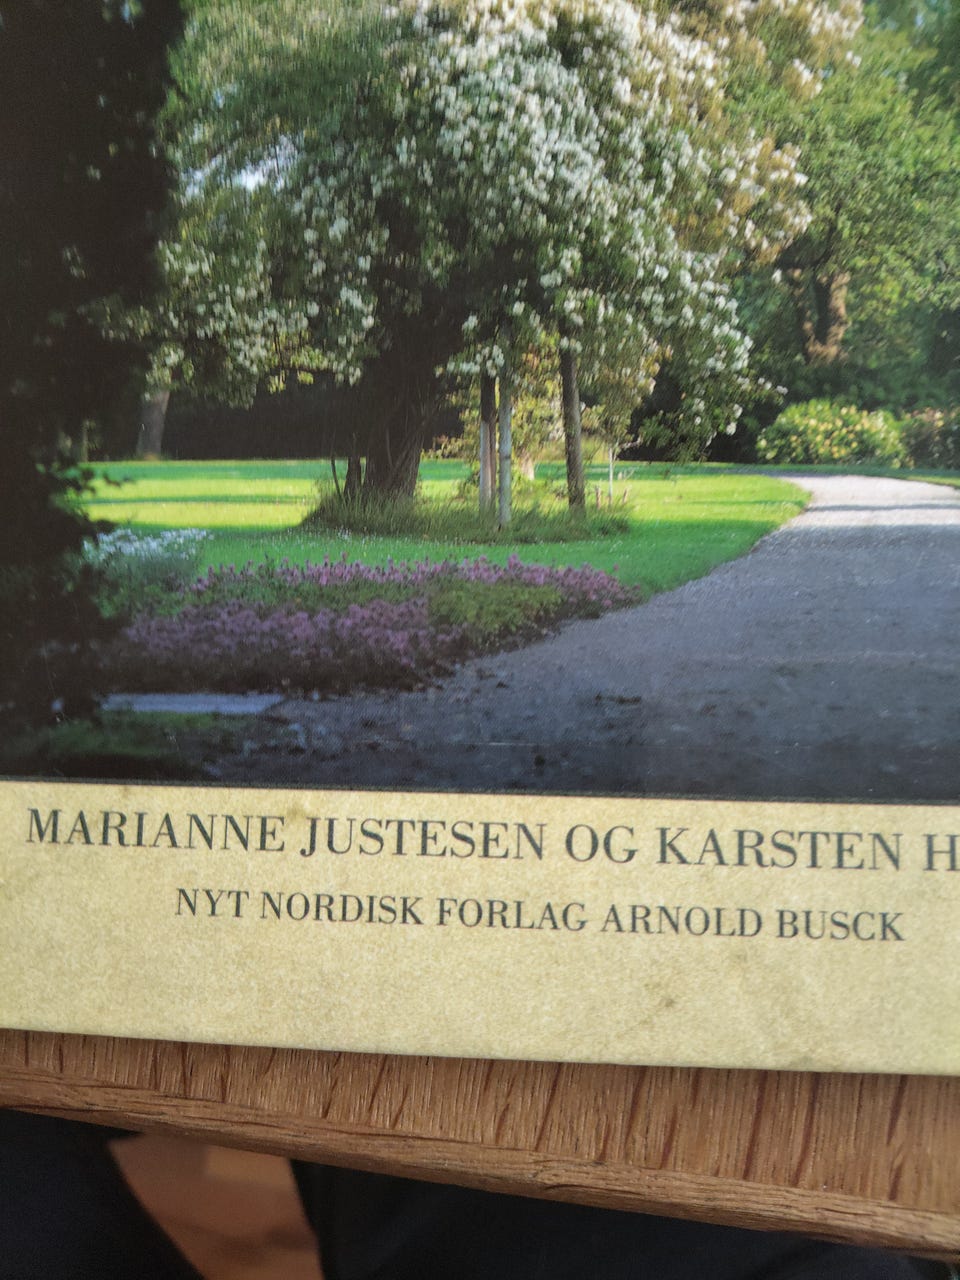 MARIANNE JUSTESEN OG KARSTEN H
NYT NORDISK FORLAG ARNOLD BUSCK